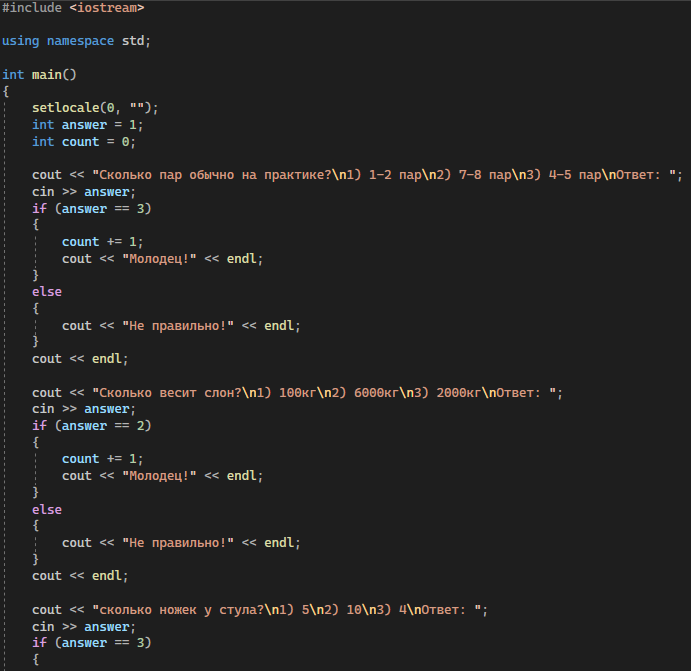 #include <iostream>
using namespace std;
int main()
{
setlocale(0, "");
int answer = 1;
int count = 0;
cout << "Сколько пар обычно на практике?\n1) 1-2 пар\n2) 7-8 пар\n3) 4-5 пар\nОтвет: ";
cin >> answer;
if (answer == 3)
{
count += 1;
cout << "Молодец!" << endl;
}
else
{
cout << "Не правильно!" << endl;
}
cout << endl;
cout << "Сколько весит слон?\n1) 100кг\n2) 6000кг\n3) 2000кг\nОтвет: ";
cin >> answer;
if (answer == 2)
{
count += 1;
cout << "Молодец!" << endl;
}
else
{
cout << "Не правильно!" << endl;
}
cout << endl;
cout << "сколько ножек у стула?\n1) 5\n2) 10\n3) 4\nОтвет: ";
cin >> answer;
if (answer == 3)
{